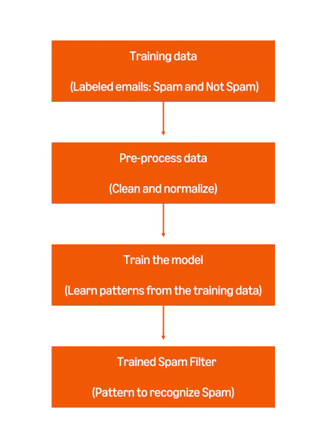 Training data
(Labeled emails: Spam and Not Spam)
Pre-process data
(Clean and normalize)
Train the model
(Learn patterns from the training data)
Trained Spam Filter
(Pattern to recognize Spam)